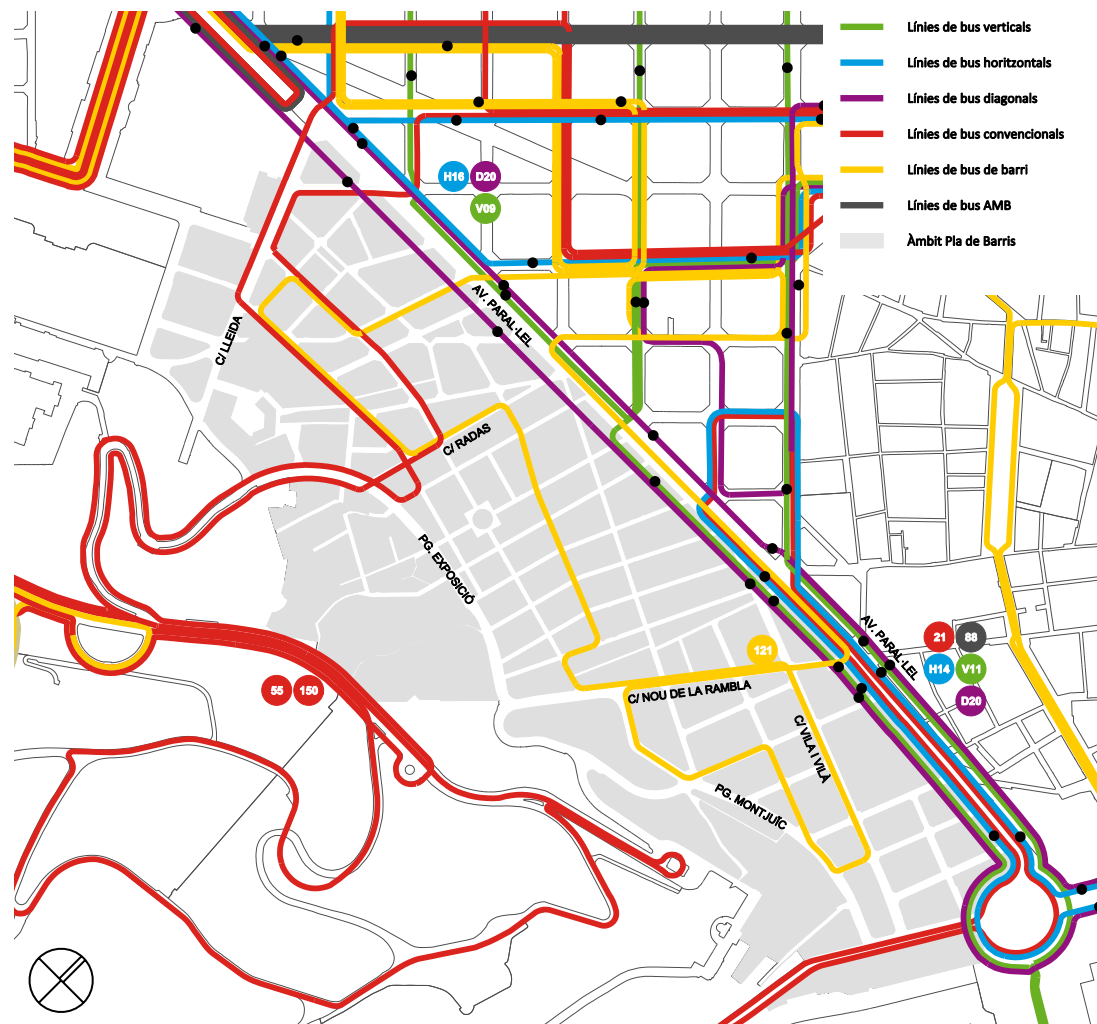 Línies de bus verticals
Línies de bus horitzontals
Línies de bus diagonals
Línies de bus convencionals
Línies de bus de barri
Línies de bus AMB
Àmbit Pla de Barris
H16
D20
V09
AV. PARAL·LEL
C/ LLEIDA
C/ RADAS
PG. EXPOSICIÓ
AV. PARAL·LEL
21
88
H14
V11
D20
121
55
150
C/ NOU DE LA RAMBLA
C/ VILA I VILÀ
PG. MONTJUÏC